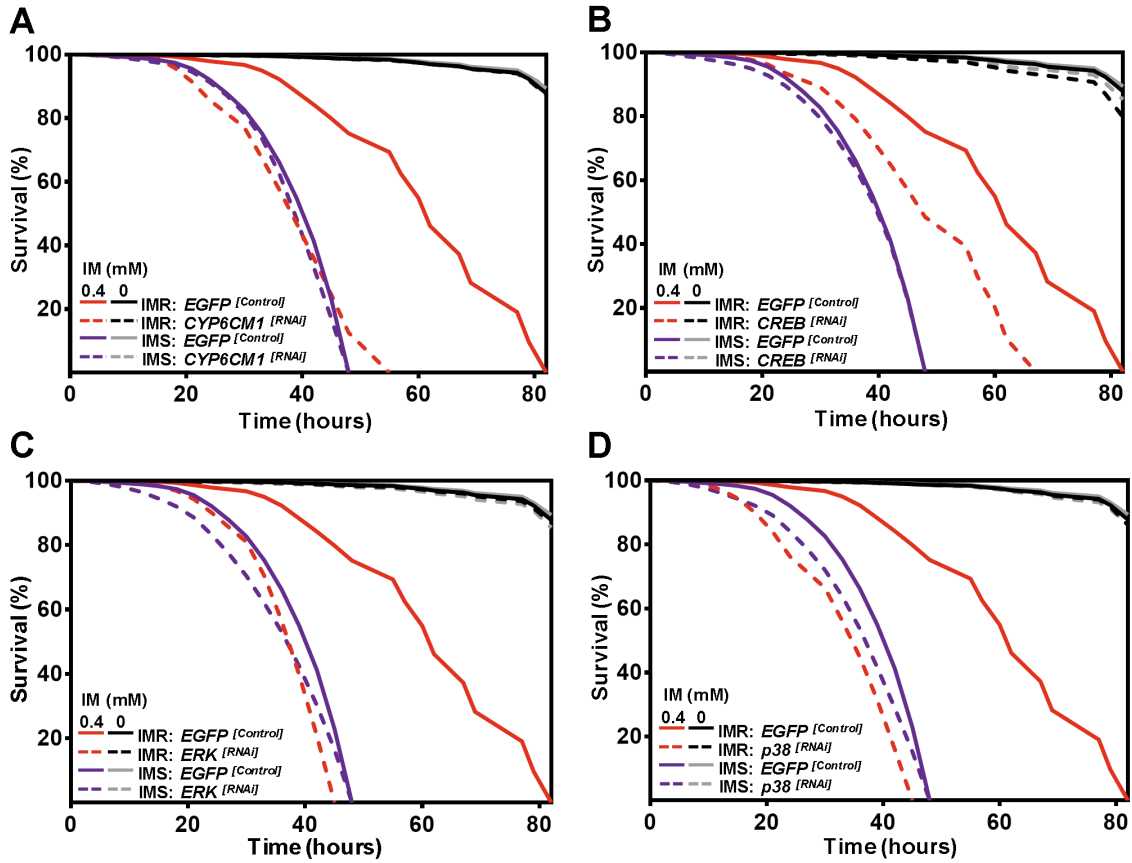 A
Survival (%)
100
80
60
40
20
IM (mM)
0.4 0
IMR: EGFP [Control]
IMR: CYP6CM1 [RNAi]
IMS: EGFP [Control]
IMS: CYP6CM1 [RNAi]
0 20 40 60 80
Time (hours)
B
Survival (%)
100
80
60
40
20
IM (mM)
0.4 0
IMR: EGFP [Control]
IMR: CREB [RNAi]
IMS: EGFP [Control]
IMS: CREB [RNAi]
0 20 40 60 80
Time (hours)
C
Survival (%)
100
80
60
40
20
IM (mM)
0.4 0
IMR: EGFP [Control]
IMR: ERK [RNAi]
IMS: EGFP [Control]
IMS: ERK [RNAi]
0 20 40 60 80
Time (hours)
D
Survival (%)
100
80
60
40
20
IM (mM)
0.4 0
IMR: EGFP [Control]
IMR: p38 [RNAi]
IMS: EGFP [Control]
IMS: p38 [RNAi]
0 20 40 60 80
Time (hours)